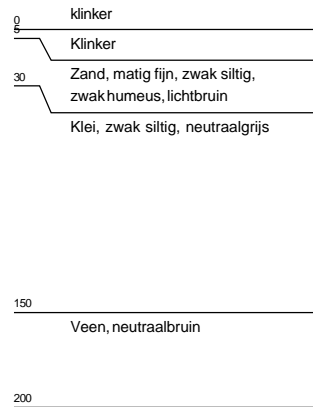 0 klinker
5
Klinker
30 Zand, matig fijn, zwak siltig,
zwak humeus, lichtbruin
Klei, zwak siltig, neutraalgrijs
150
Veen, neutraalbruin
200